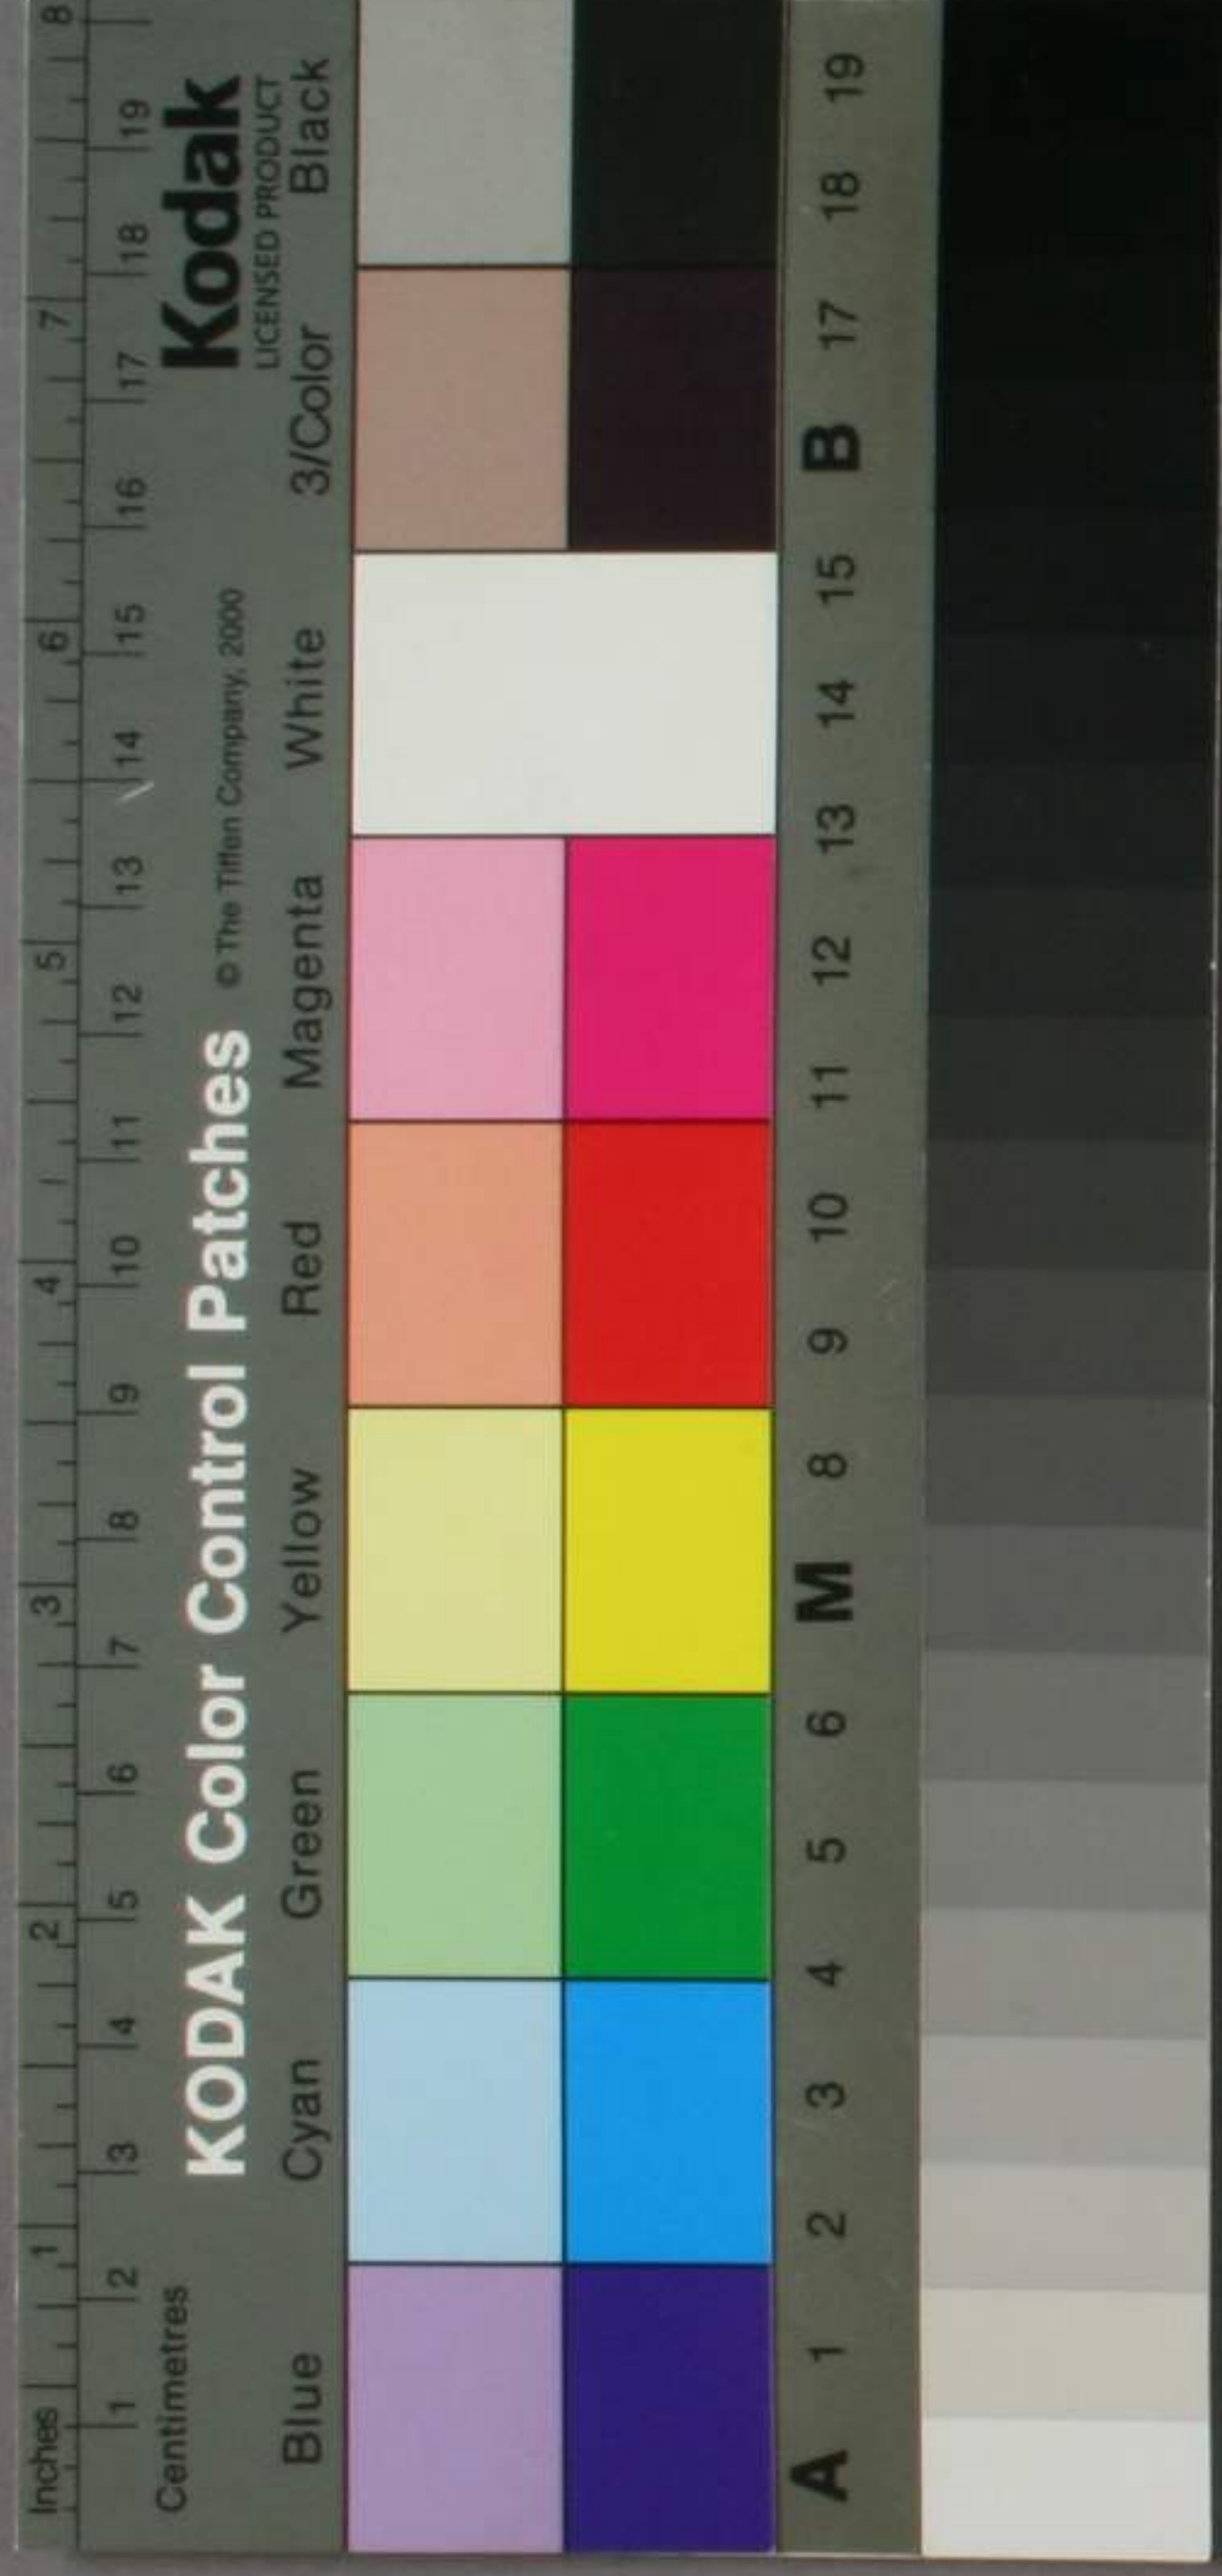 Inches 1 2 3 4 5 6 7 8
1 2 3 4 5 6 7 8 9 10 11 12 13 14 15 16 17 18 19
Centimetres
KODAK Color Control Patches © The Tiffen Company, 2000 Kodak
LICENSED PRODUCT
Blue Cyan Green Yellow Red Magenta White 3/Color Black
A 1 2 3 4 5 6 M 8 9 10 11 12 13 14 15 B 17 18 19